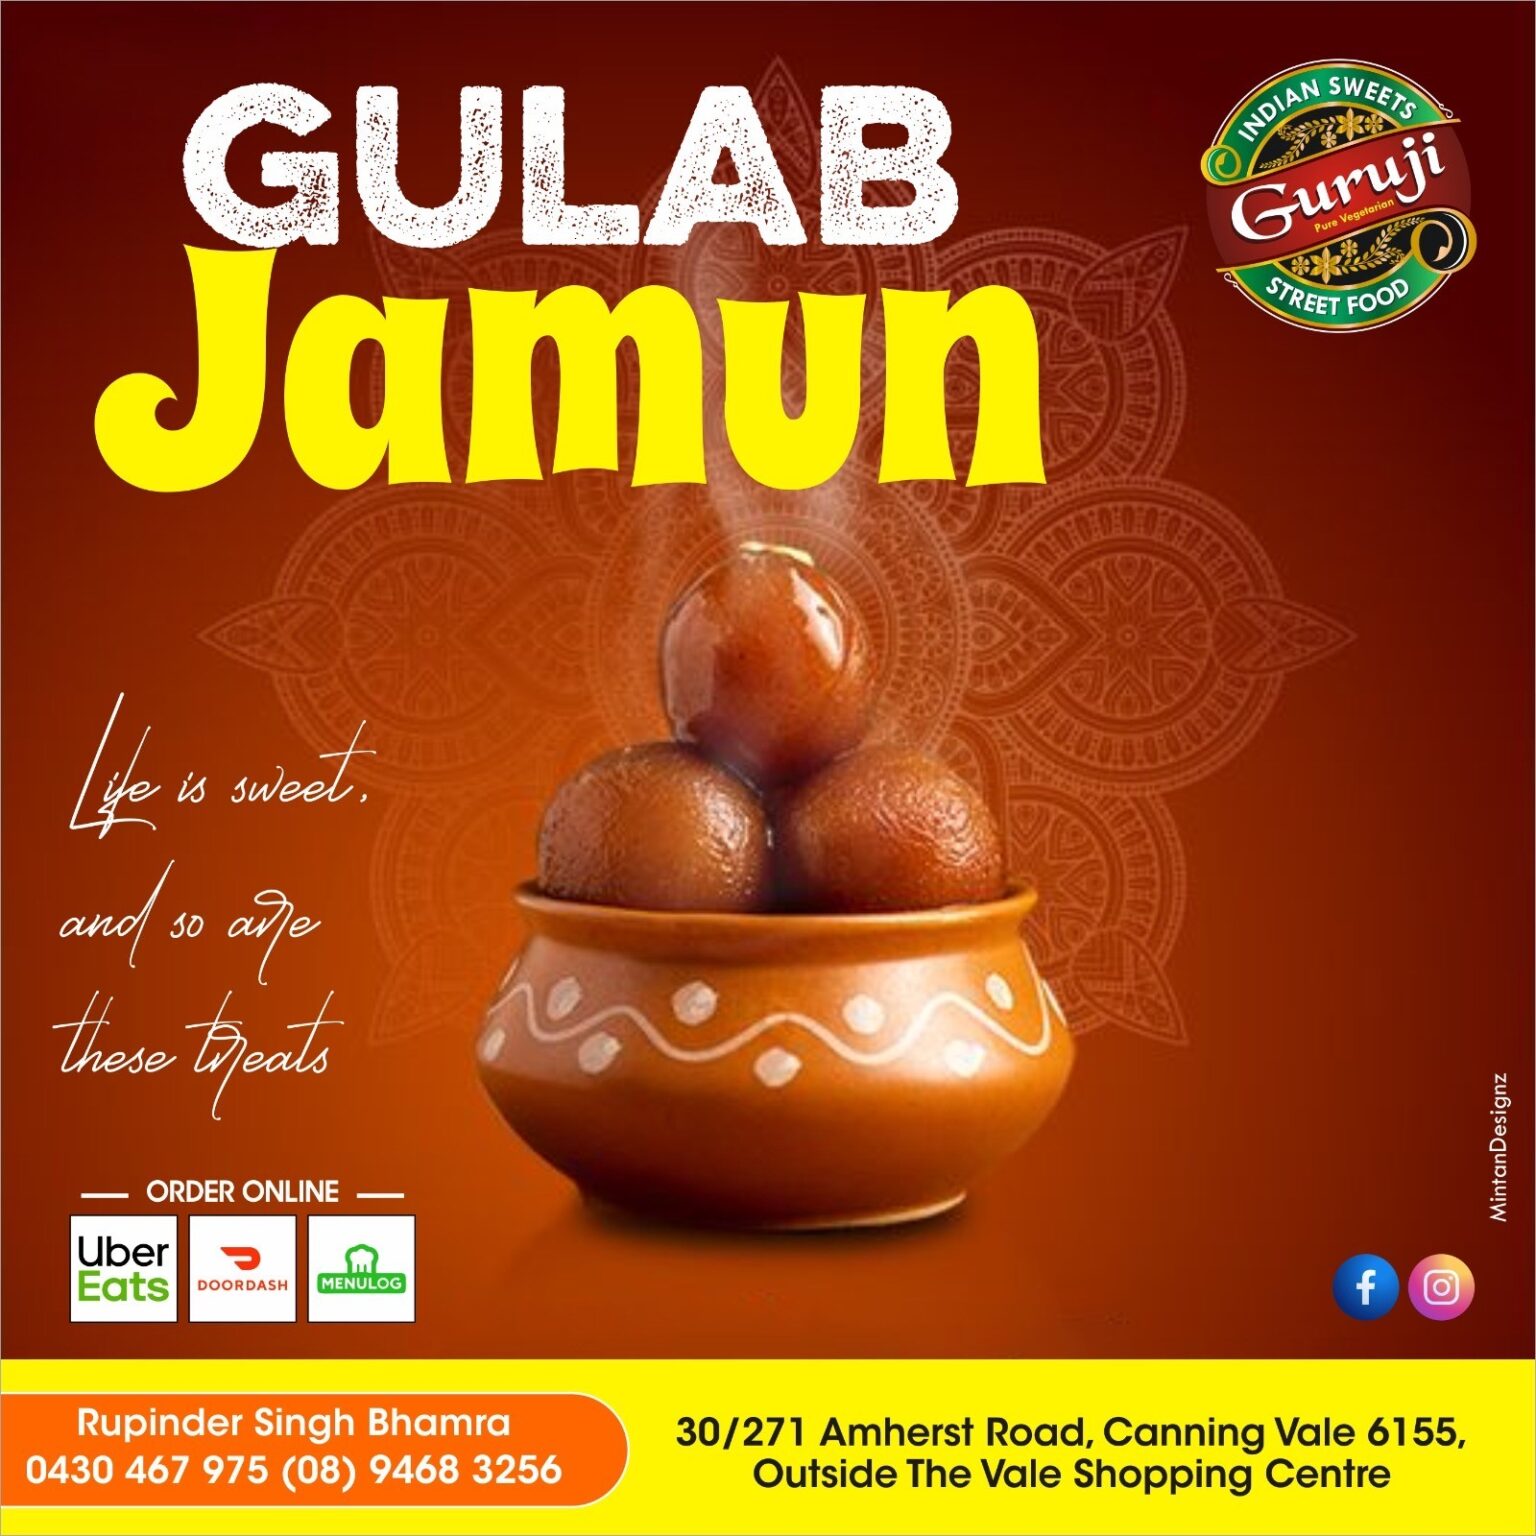 GULAB
Jamun
INDIAN SWEETS
Guruji
Pure Vegetarian
STREET FOOD
Life is sweet,
and so are
these treats
MintanDesignz
ORDER ONLINE
Uber
Eats
DOORDASH
MENULOG
Rupinder Singh Bhamra
0430 467 975 (08) 9468 3256
30/271 Amherst Road, Canning Vale 6155,
Outside The Vale Shopping Centre